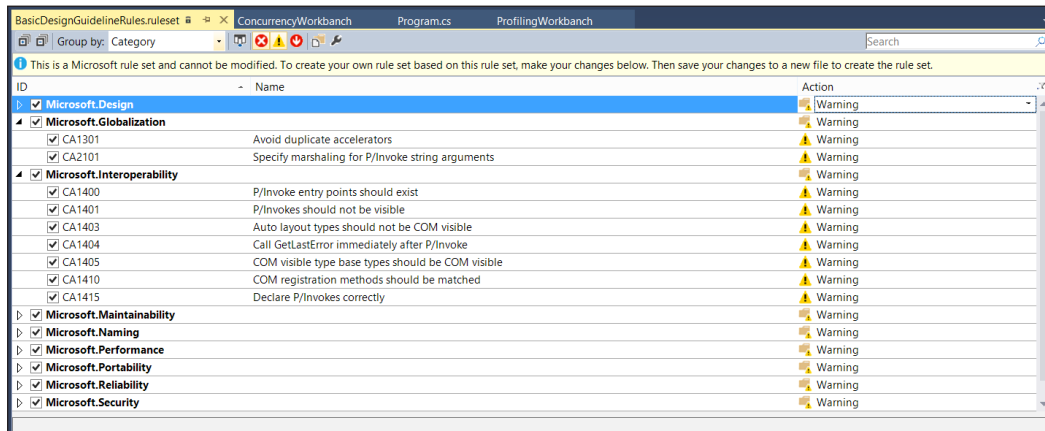 BasicDesignGuidelineRules.ruleset ConcurrencyWorkbanch Program.cs ProfilingWorkbanch
Group by: Category Search
This is a Microsoft rule set and cannot be modified. To create your own rule set based on this rule set, make your changes below. Then save your changes to a new file to create the rule set.
ID Name Action
Microsoft.Design Warning
Microsoft.Globalization Warning
CA1301 Avoid duplicate accelerators Warning
CA2101 Specify marshaling for P/Invoke string arguments Warning
Microsoft.Interoperability Warning
CA1400 P/Invoke entry points should exist Warning
CA1401 P/Invokes should not be visible Warning
CA1403 Auto layout types should not be COM visible Warning
CA1404 Call GetLastError immediately after P/Invoke Warning
CA1405 COM visible type base types should be COM visible Warning
CA1410 COM registration methods should be matched Warning
CA1415 Declare P/Invokes correctly Warning
Microsoft.Maintainability Warning
Microsoft.Naming Warning
Microsoft.Performance Warning
Microsoft.Portability Warning
Microsoft.Reliability Warning
Microsoft.Security Warning